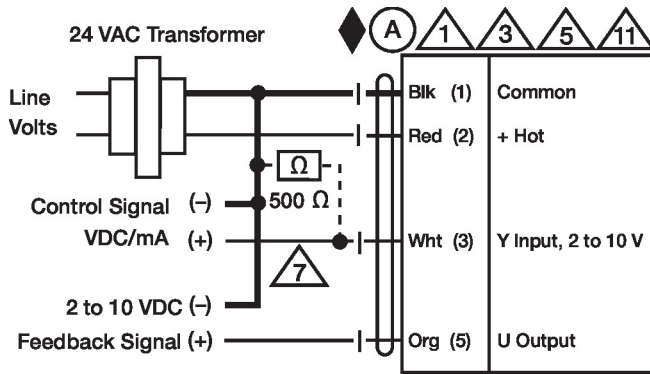 24 VAC Transformer
A 1 3 5 11
Line
Volts
Blk (1) Common
Red (2) + Hot
Ω
500 Ω
Control Signal (-)
VDC/mA (+)
Wht (3) Y Input, 2 to 10 V
7
2 to 10 VDC (-)
Feedback Signal (+)
Org (5) U Output